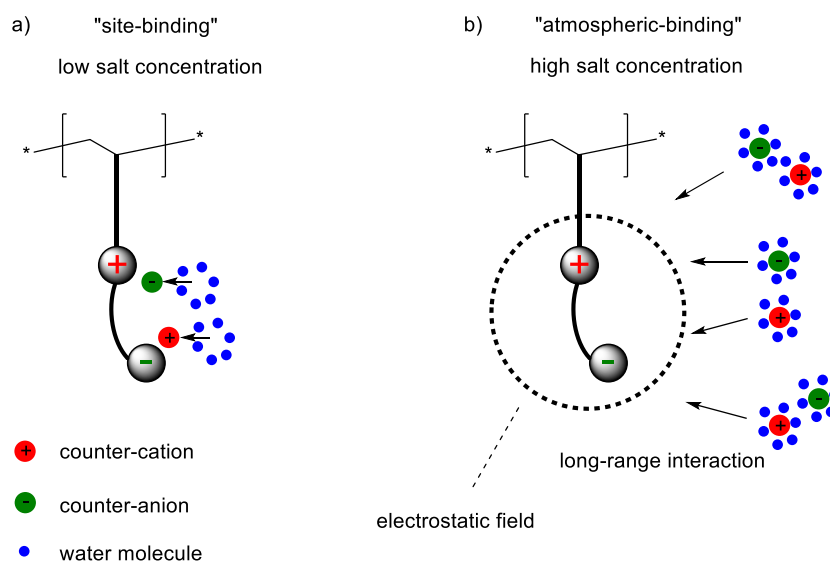 a) "site-binding"
low salt concentration
* *
+
-
+
-
counter-cation
+
counter-anion
-
water molecule
b) "atmospheric-binding"
high salt concentration
* *
-
+
+
-
+
-
-
+
long-range interaction
electrostatic field